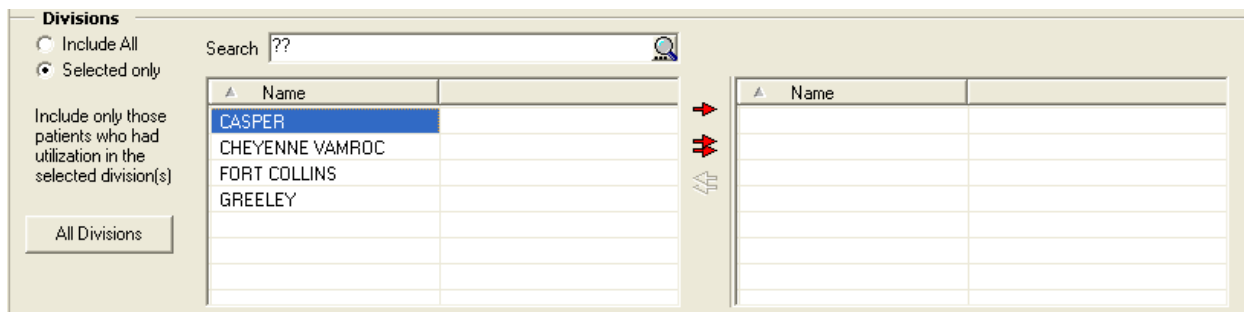 Divisions
Include All
Selected only
Include only those
patients who had
utilization in the
selected division(s)
All Divisions
Search ??
Name
CASPER
CHEYENNE VAMROC
FORT COLLINS
GREELEY
Name